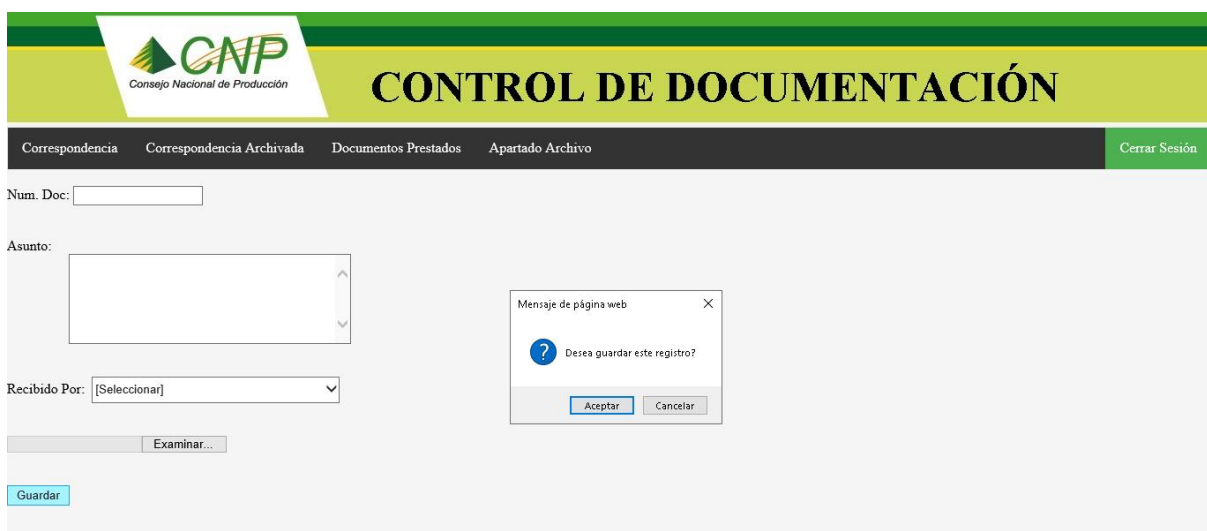 CNP
Consejo Nacional de Producción
CONTROL DE DOCUMENTACIÓN
Correspondencia Correspondencia Archivada Documentos Prestados Apartado Archivo Cerrar Sesión
Num. Doc:
Asunto:
Mensaje de página web
Desea guardar este registro?
Aceptar Cancelar
Recibido Por: [Seleccionar]
Examinar...
Guardar